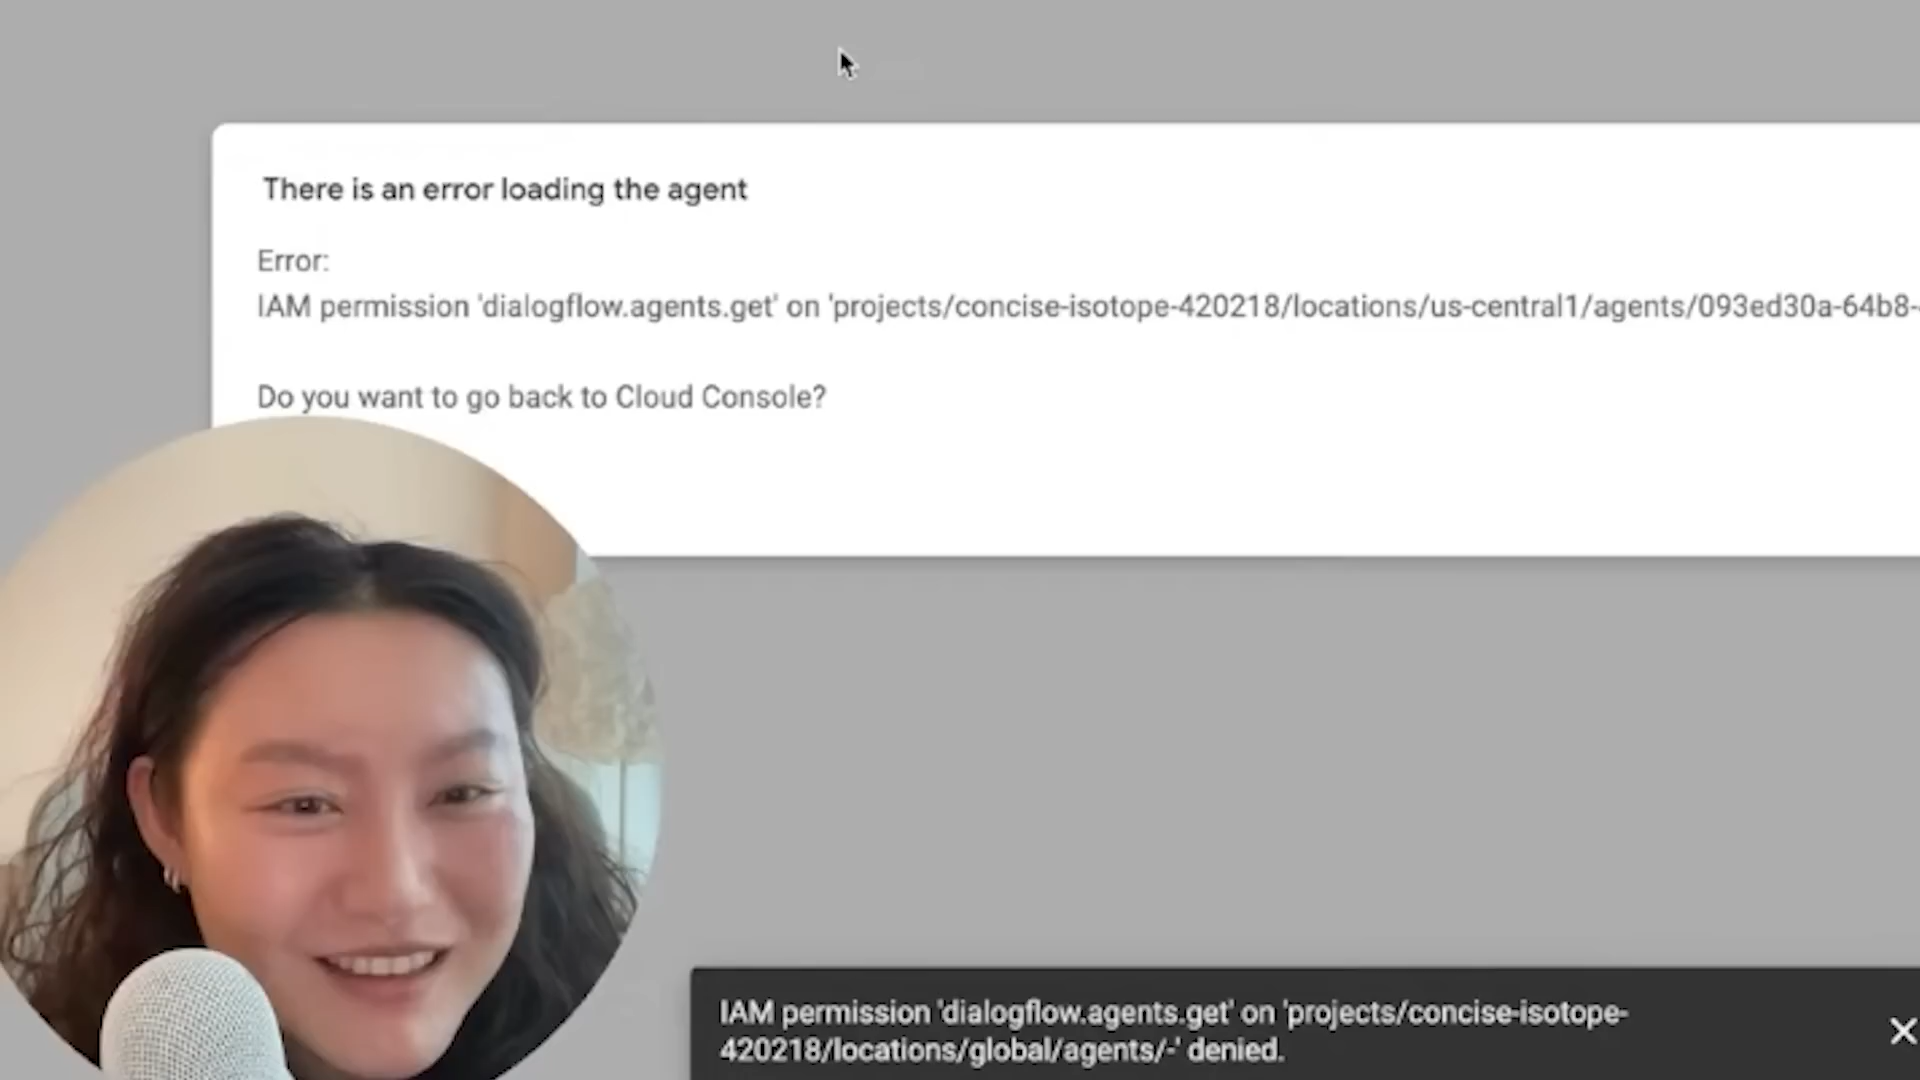 There is an error loading the agent
Error:
IAM permission 'dialogflow.agents.get' on 'projects/concise-isotope-420218/locations/us-central1/agents/093ed30a-64b8-
Do you want to go back to Cloud Console?
IAM permission 'dialogflow.agents.get' on 'projects/concise-isotope-
420218/locations/global/agents/-' denied.